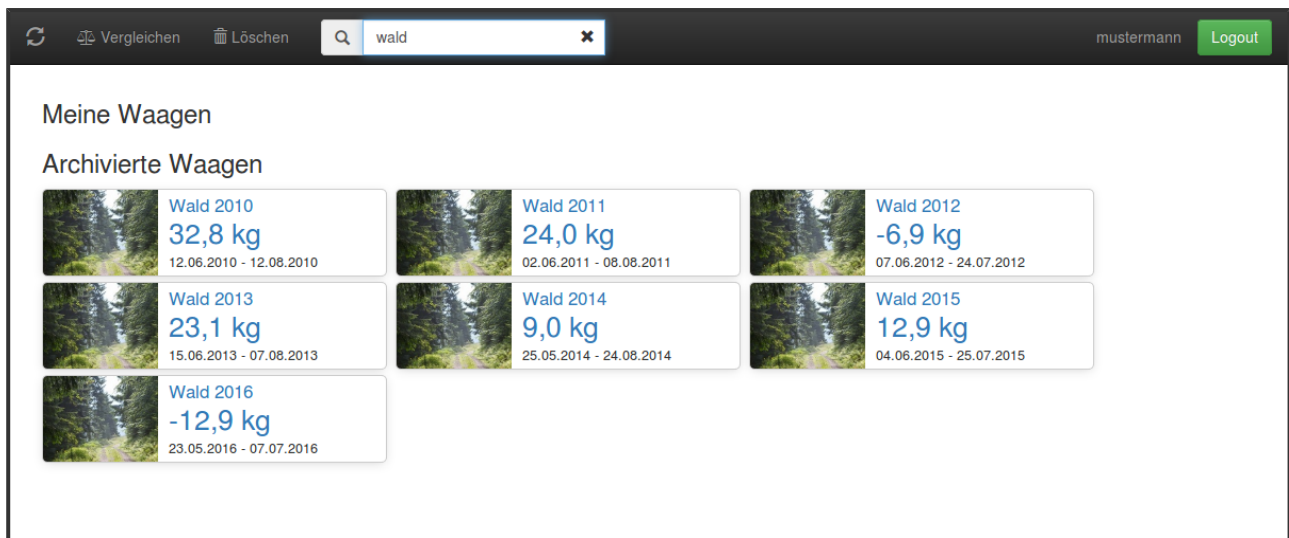 Vergleichen Löschen wald mustermann Logout
Meine Waagen
Archivierte Waagen
Wald 2010
32,8 kg
12.06.2010 - 12.08.2010
Wald 2011
24,0 kg
02.06.2011 - 08.08.2011
Wald 2012
-6,9 kg
07.06.2012 - 24.07.2012
Wald 2013
23,1 kg
15.06.2013 - 07.08.2013
Wald 2014
9,0 kg
25.05.2014 - 24.08.2014
Wald 2015
12,9 kg
04.06.2015 - 25.07.2015
Wald 2016
-12,9 kg
23.05.2016 - 07.07.2016